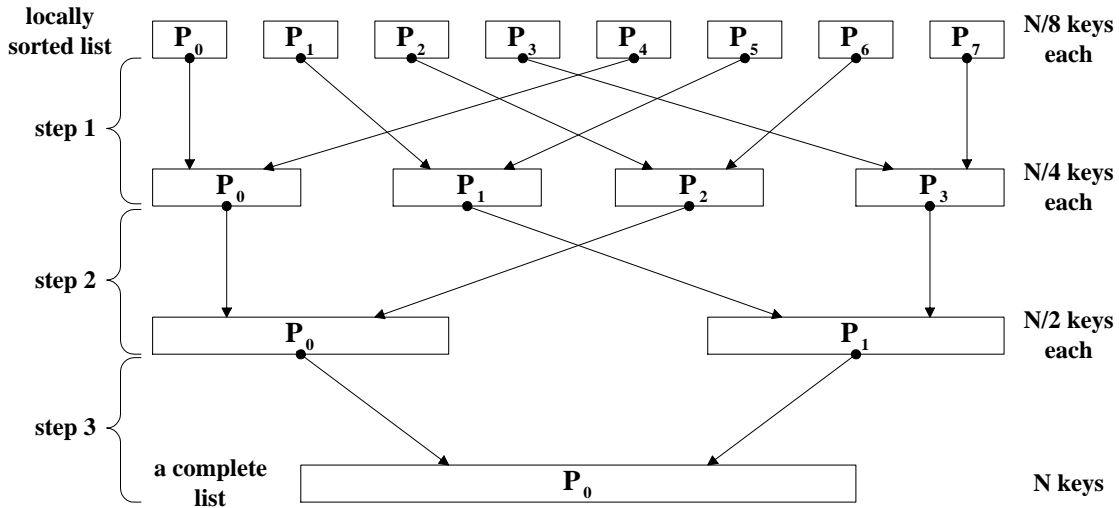 locally
sorted list
P0 P1 P2 P3 P4 P5 P6 P7
N/8 keys
each
step 1
P0 P1 P2 P3
N/4 keys
each
step 2
P0 P1
N/2 keys
each
step 3
a complete
list
P0
N keys